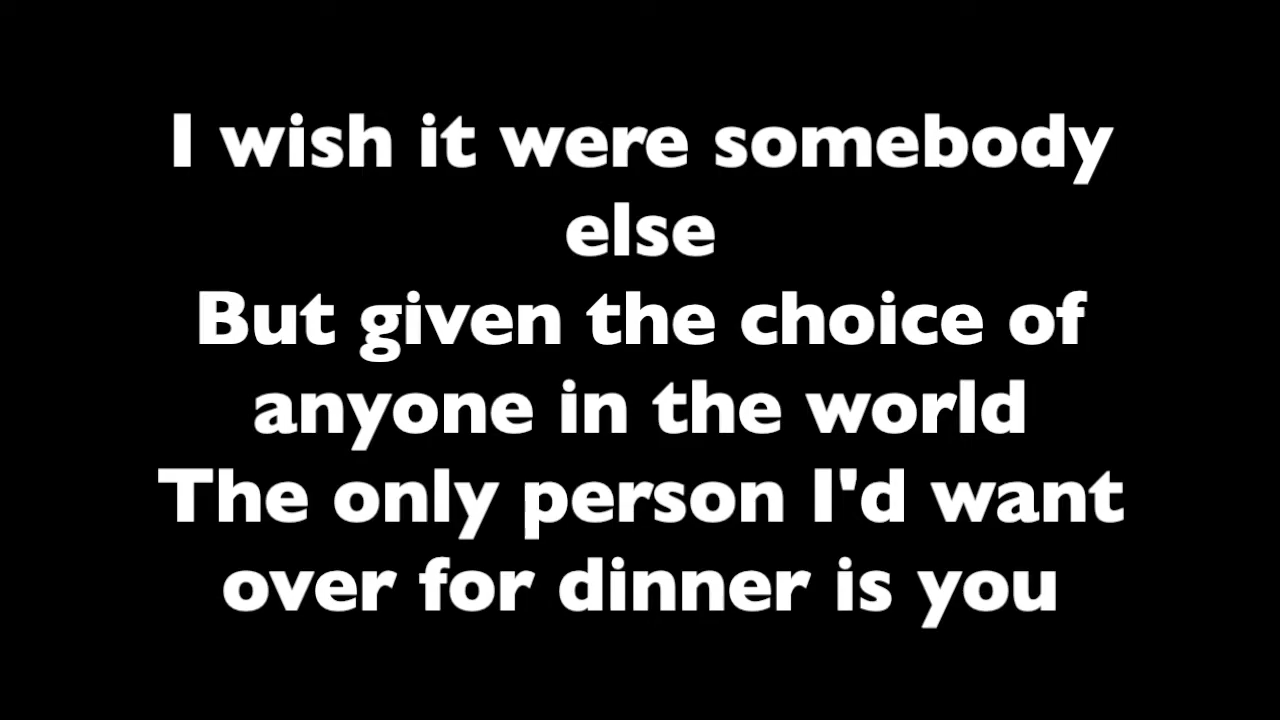 I wish it were somebody
else
But given the choice of
anyone in the world
The only person I'd want
over for dinner is you